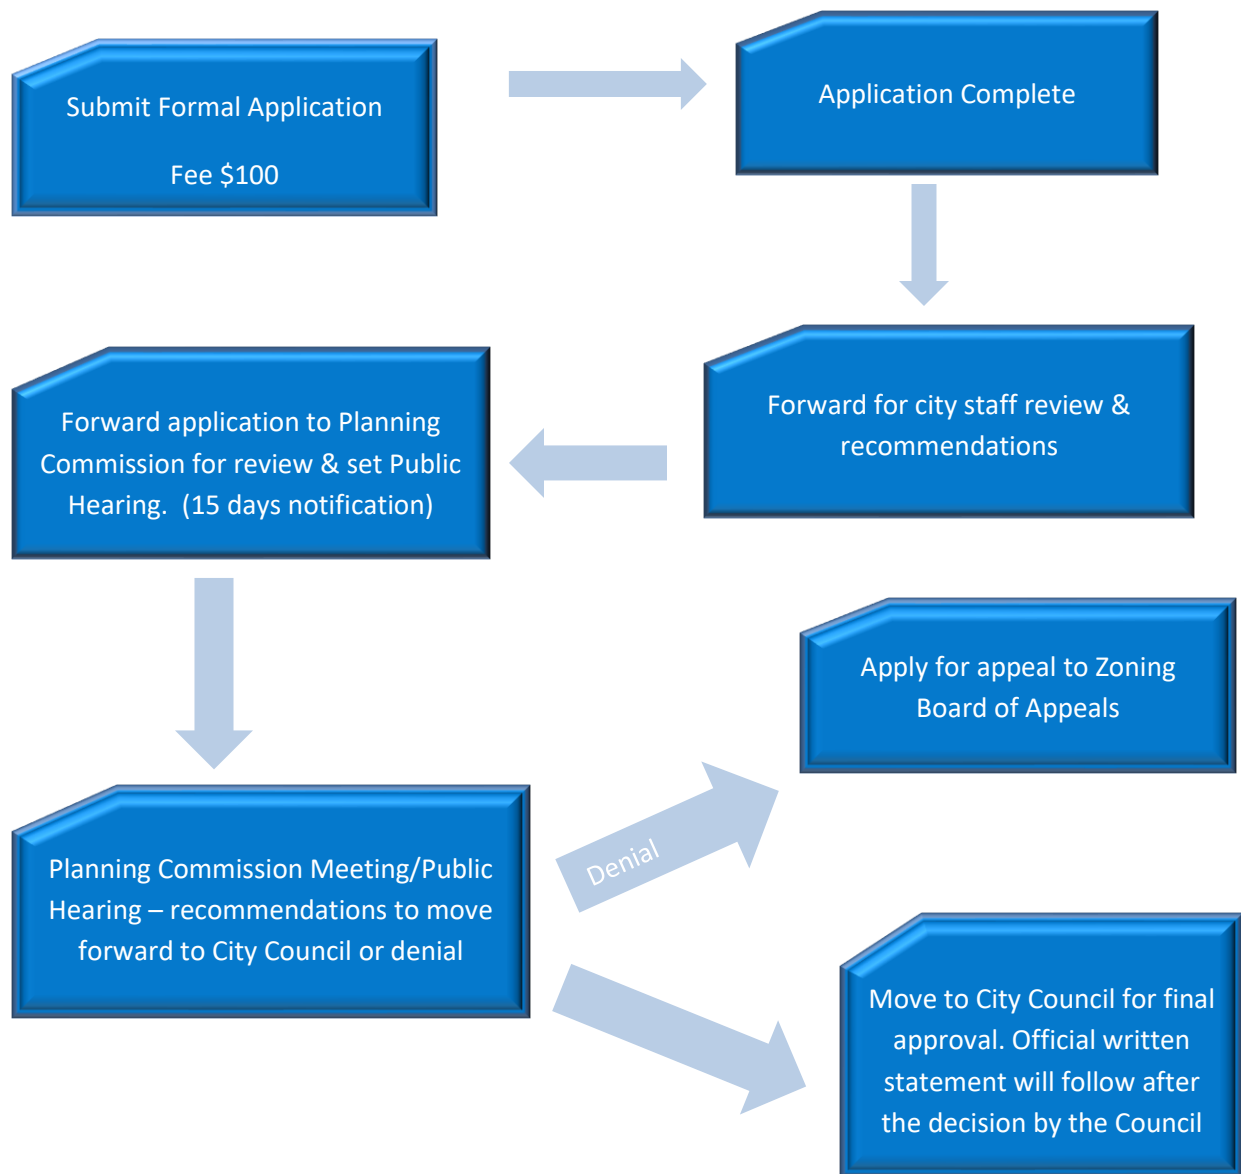 Submit Formal Application
Fee $100
Application Complete
Forward for city staff review &
recommendations
Forward application to Planning
Commission for review & set Public
Hearing.  (15 days notification)
Planning Commission Meeting/Public
Hearing – recommendations to move
forward to City Council or denial
Denial
Apply for appeal to Zoning
Board of Appeals
Move to City Council for final
approval. Official written
statement will follow after
the decision by the Council